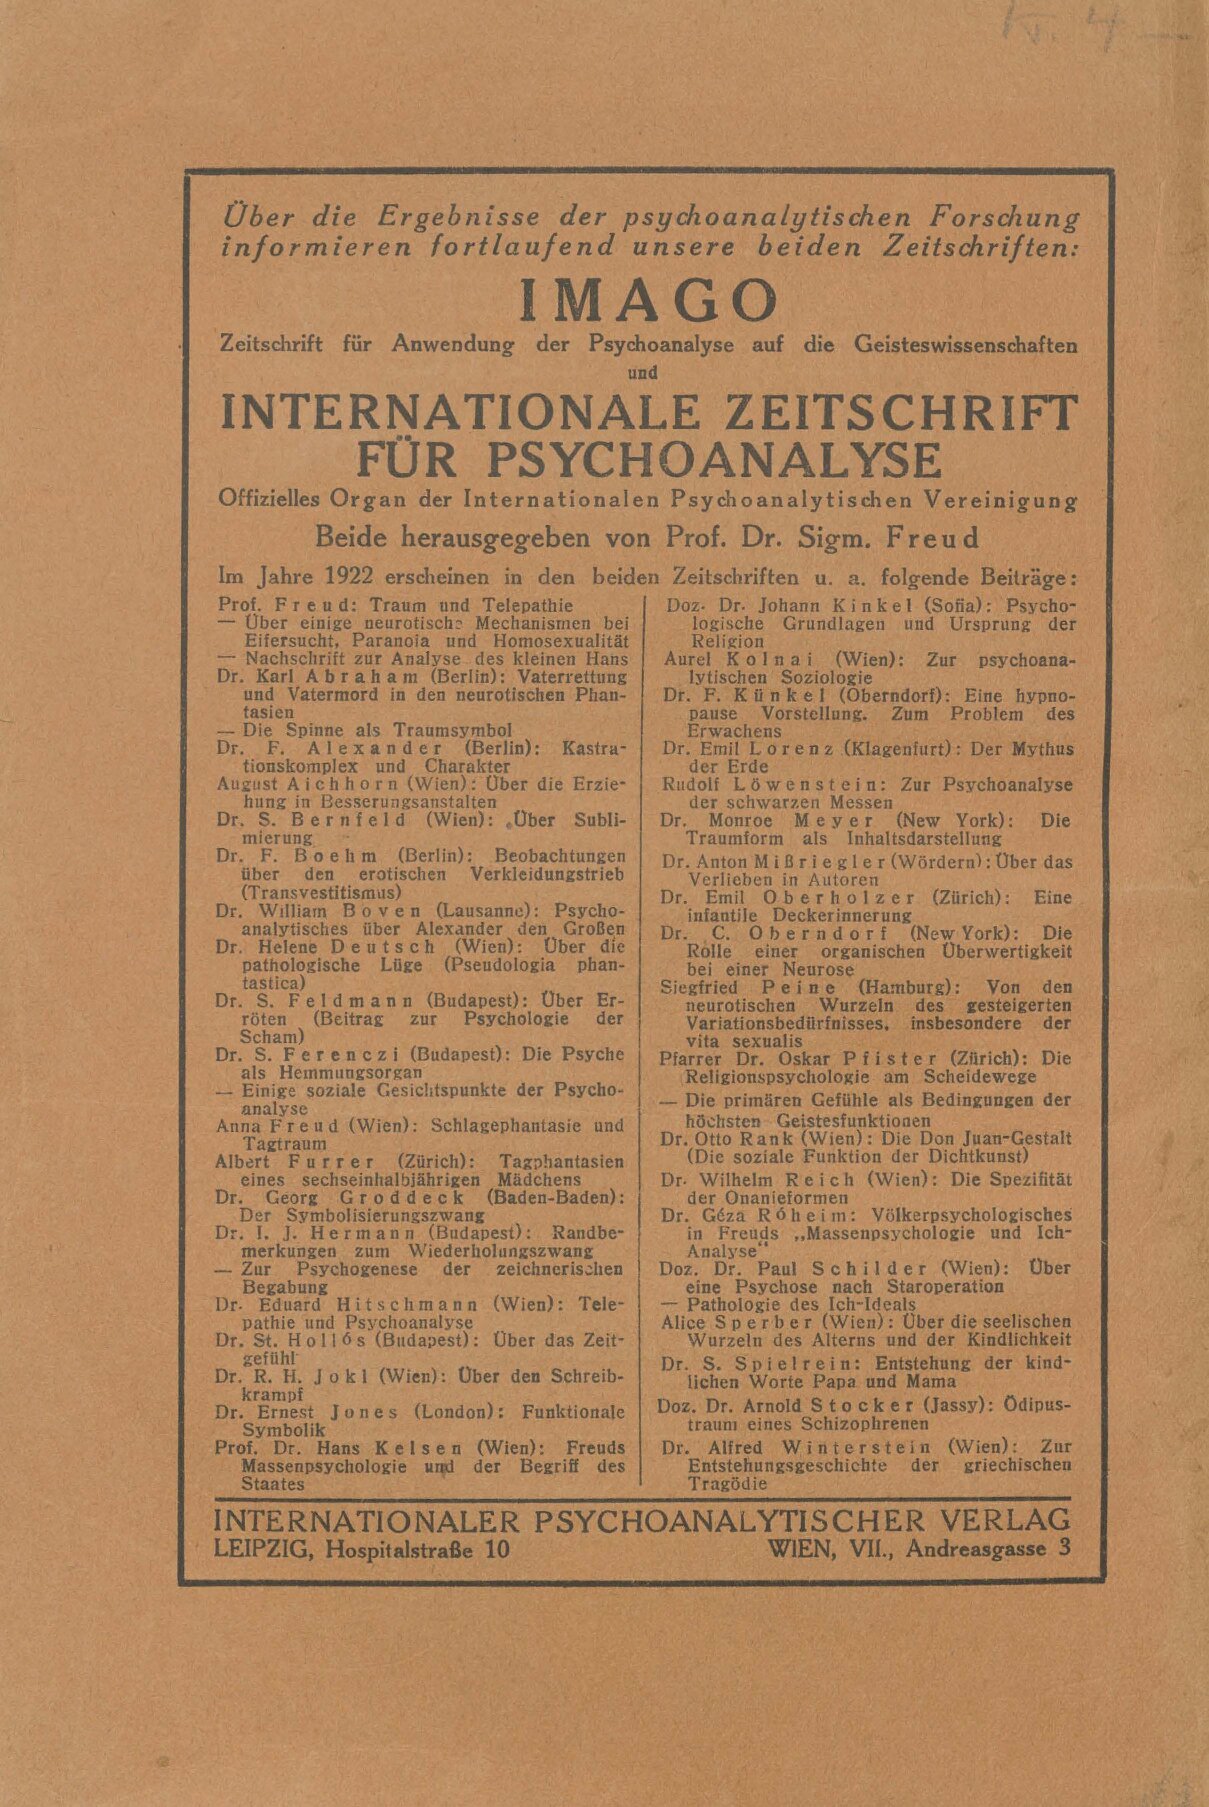 Über die Ergebnisse der psychoanalytischen Forschung
informieren fortlaufend unsere beiden Zeitschriften:
IMAGO
Zeitschrift für Anwendung der Psychoanalyse auf die Geisteswissenschaften
und
INTERNATIONALE ZEITSCHRIFT
FÜR PSYCHOANALYSE
Offizielles Organ der Internationalen Psychoanalytischen Vereinigung
Beide herausgegeben von Prof. Dr. Sigm. Freud
Im Jahre 1922 erscheinen in den beiden Zeitschriften u. a. folgende Beiträge:
Prof. Freud: Traum und Telepathie
— Über einige neurotische Mechanismen bei
Eifersucht, Paranoia und Homosexualität
— Nachschrift zur Analyse des kleinen Hans
Dr. Karl Abraham (Berlin): Vaterrettung
und Vatermord in den neurotischen Phan-
tasien
— Die Spinne als Traumsymbol
Dr. F. Alexander (Berlin): Kastra-
tionskomplex und Charakter
August Aichhorn (Wien): Über die Erzie-
hung in Besserungsanstalten
Dr. S. Bernfeld (Wien): Über Subli-
mierung
Dr. F. Boehm (Berlin): Beobachtungen
über den erotischen Verkleidungstrieb
(Transvestitismus)
Dr. William Boven (Lausanne): Psycho-
analytisches über Alexander den Großen
Dr. Helene Deutsch (Wien): Über die
pathologische Lüge (Pseudologia phan-
tastica)
Dr. S. Feldmann (Budapest): Über Er-
röten (Beitrag zur Psychologie der
Scham)
Dr. S. Ferenczi (Budapest): Die Psyche
als Hemmungsorgan
— Einige soziale Gesichtspunkte der Psycho-
analyse
Anna Freud (Wien): Schlagephantasie und
Tagtraum
Albert Furrer (Zürich): Tagphantasien
eines sechseinhalbjährigen Mädchens
Dr. Georg Groddeck (Baden-Baden):
Der Symbolisierungszwang
Dr. I. J. Hermann (Budapest): Randbe-
merkungen zum Wiederholungszwang
— Zur Psychogenese der zeichnerischen
Begabung
Dr. Eduard Hitschmann (Wien): Tele-
pathie und Psychoanalyse
Dr. St. Hollós (Budapest): Über das Zeit-
gefühl
Dr. R. H. Jokl (Wien): Über den Schreib-
krampf
Dr. Ernest Jones (London): Funktionale
Symbolik
Prof. Dr. Hans Kelsen (Wien): Freuds
Massenpsychologie und der Begriff des
Staates
Doz. Dr. Johann Kinkel (Sofia): Psycho-
logische Grundlagen und Ursprung der
Religion
Aurel Kolnai (Wien): Zur psychoana-
lytischen Soziologie
Dr. F. Künkel (Oberndorf): Eine hypno-
pause Vorstellung. Zum Problem des
Erwachens
Dr. Emil Lorenz (Klagenfurt): Der Mythus
der Erde
Rudolf Löwenstein: Zur Psychoanalyse
der schwarzen Messen
Dr. Monroe Meyer (New York): Die
Traumform als Inhaltsdarstellung
Dr. Anton Mißriegler (Wördern): Über das
Verlieben in Autoren
Dr. Emil Oberholzer (Zürich): Eine
infantile Deckerinnerung
Dr. C. Oberndorf (New York): Die
Rolle einer organischen Überwertigkeit
bei einer Neurose
Siegfried Peine (Hamburg): Von den
neurotischen Wurzeln des gesteigerten
Variationsbedürfnisses, insbesondere der
vita sexualis
Pfarrer Dr. Oskar Pfister (Zürich): Die
Religionspsychologie am Scheidewege
— Die primären Gefühle als Bedingungen der
höchsten Geistesfunktionen
Dr. Otto Rank (Wien): Die Don Juan-Gestalt
(Die soziale Funktion der Dichtkunst)
Dr. Wilhelm Reich (Wien): Die Spezifität
der Onanieformen
Dr. Géza Róheim: Völkerpsychologisches
in Freuds „Massenpsychologie und Ich-
Analyse“
Doz. Dr. Paul Schilder (Wien): Über
eine Psychose nach Staroperation
— Pathologie des Ich-Ideals
Alice Sperber (Wien): Über die seelischen
Wurzeln des Alterns und der Kindlichkeit
Dr. S. Spielrein: Entstehung der kind-
lichen Worte Papa und Mama
Doz. Dr. Arnold Stocker (Jassy): Ödipus-
traum eines Schizophrenen
Dr. Alfred Winterstein (Wien): Zur
Entstehungsgeschichte der griechischen
Tragödie
INTERNATIONALER PSYCHOANALYTISCHER VERLAG
LEIPZIG, Hospitalstraße 10 WIEN, VII., Andreasgasse 3